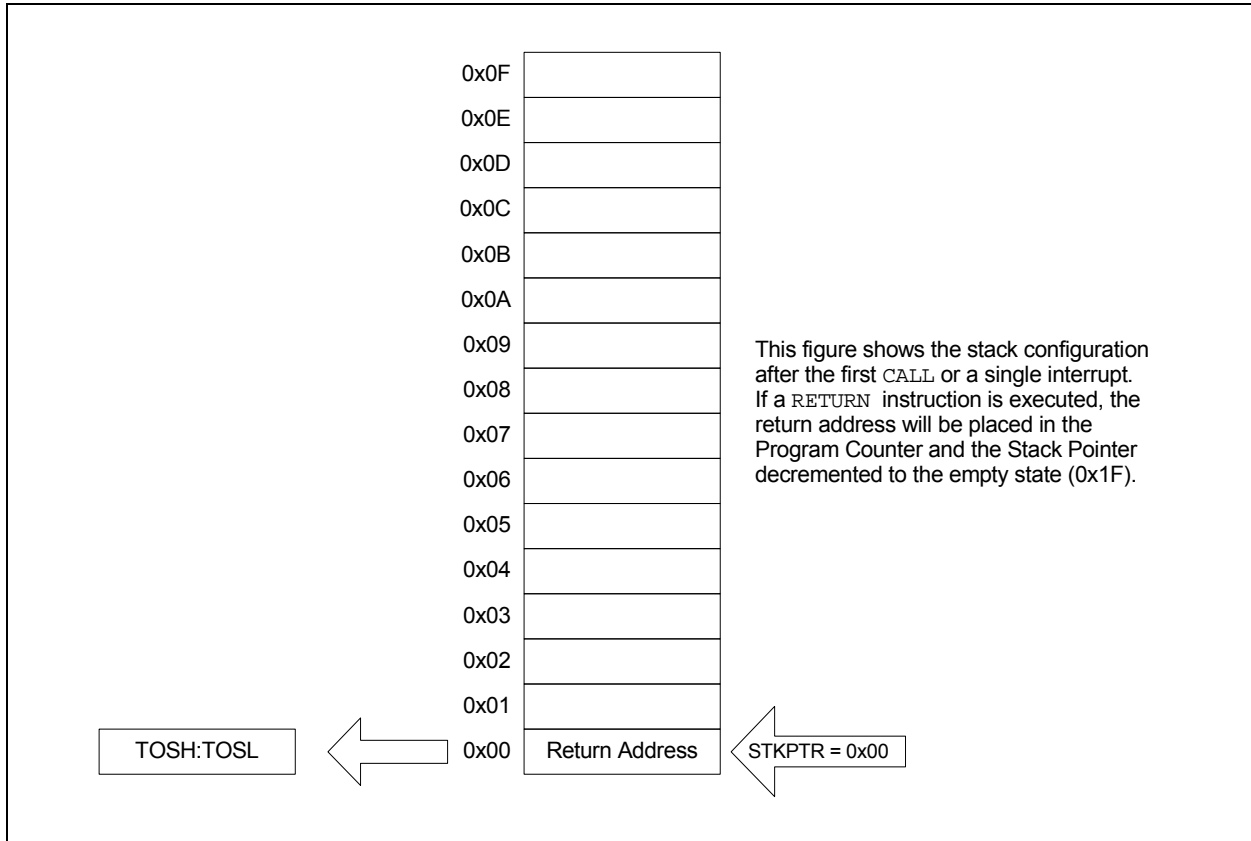 0x0F
0x0E
0x0D
0x0C
0x0B
0x0A
0x09
This figure shows the stack configuration
after the first CALL or a single interrupt.
If a RETURN instruction is executed, the
return address will be placed in the
Program Counter and the Stack Pointer
decremented to the empty state (0x1F).
0x08
0x07
0x06
0x05
0x04
0x03
0x02
0x01
TOSH:TOSL
0x00
Return Address
STKPTR = 0x00